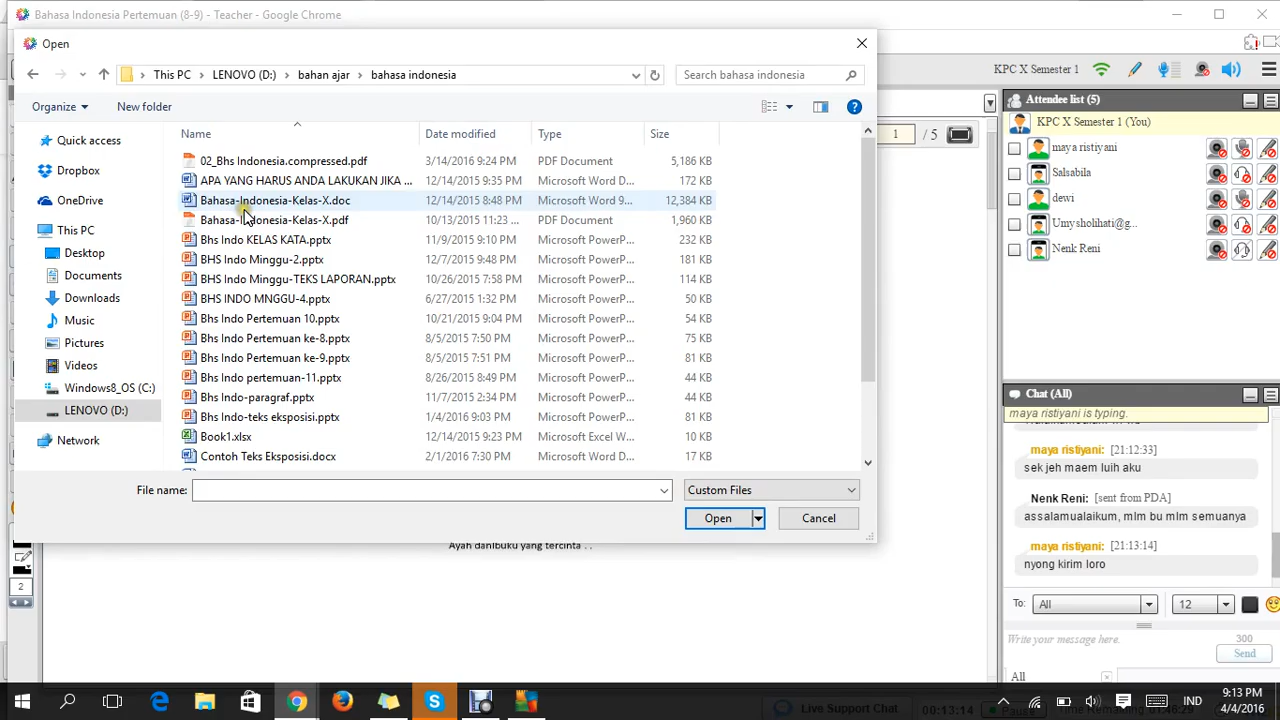 Bahasa Indonesia Pertemuan (8-9) - Teacher - Google Chrome
Open
This PC > LENOVO (D:) > bahan ajar > bahasa indonesia
Search bahasa indonesia
Organize
New folder
Name
Date modified
Type
Size
Quick access
Dropbox
OneDrive
This PC
Desktop
Documents
Downloads
Music
Pictures
Videos
Windows8_OS (C:)
LENOVO (D:)
Network
02_Bhs Indonesia.compressed.pdf 3/14/2016 9:24 PM PDF Document 5,186 KB
APA YANG HARUS ANDA LAKUKAN JIKA ... 12/14/2015 9:35 PM Microsoft Word D... 172 KB
Bahasa-Indonesia-Kelas-X.doc 12/14/2015 8:48 PM Microsoft Word 9... 12,384 KB
Bahasa-Indonesia-Kelas-X.pdf 10/13/2015 11:23 ... PDF Document 1,960 KB
Bhs Indo KELAS KATA.pptx 11/9/2015 9:10 PM Microsoft PowerP... 232 KB
BHS Indo Minggu-2.pptx 12/7/2015 9:48 PM Microsoft PowerP... 181 KB
BHS Indo Minggu-TEKS LAPORAN.pptx 10/26/2015 7:58 PM Microsoft PowerP... 114 KB
BHS INDO MNGGU-4.pptx 6/27/2015 1:32 PM Microsoft PowerP... 50 KB
Bhs Indo Pertemuan 10.pptx 10/21/2015 9:04 PM Microsoft PowerP... 54 KB
Bhs Indo Pertemuan ke-8.pptx 8/5/2015 7:50 PM Microsoft PowerP... 75 KB
Bhs Indo Pertemuan ke-9.pptx 8/5/2015 7:51 PM Microsoft PowerP... 81 KB
Bhs Indo pertemuan-11.pptx 8/26/2015 8:49 PM Microsoft PowerP... 44 KB
Bhs Indo-paragraf.pptx 11/7/2015 2:34 PM Microsoft PowerP... 44 KB
Bhs Indo-teks eksposisi.pptx 1/4/2016 9:03 PM Microsoft PowerP... 81 KB
Book1.xlsx 12/14/2015 9:23 PM Microsoft Excel W... 10 KB
Contoh Teks Eksposisi.docx 2/1/2016 7:30 PM Microsoft Word D... 17 KB
File name:
Custom Files
Open
Cancel
Ayah danIbuku yang tercinta . .
2
KPC X Semester 1
1 / 5
Attendee list (5)
KPC X Semester 1 (You)
maya ristiyani
Salsabila
dewi
Umysholihati@g...
Nenk Reni
Chat (All)
maya ristiyani is typing.
maya ristiyani: [21:12:33]
sek jeh maem luih aku
Nenk Reni: [sent from PDA]
assalamualaikum, mlm bu mlm semuanya
maya ristiyani: [21:13:14]
nyong kirim loro
To: All 12
Write your message here. 300
Send
All
Live Support Chat
00:13:14
Pause
IND
9:13 PM
4/4/2016